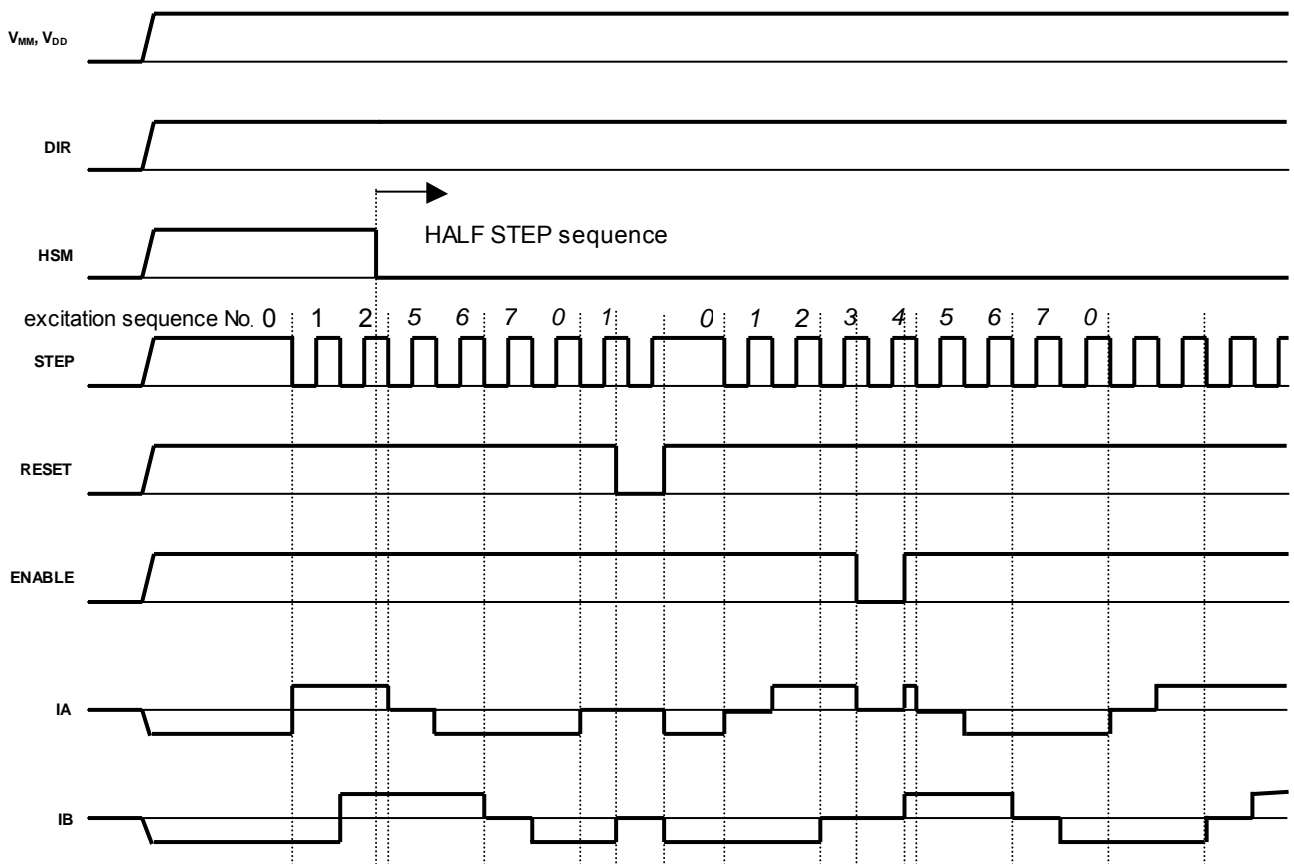 VMM, VDD
DIR
HALF STEP sequence
HSM
excitation sequence No. 0 1 2 5 6 7 0 1 0 1 2 3 4 5 6 7 0
STEP
RESET
ENABLE
IA
IB